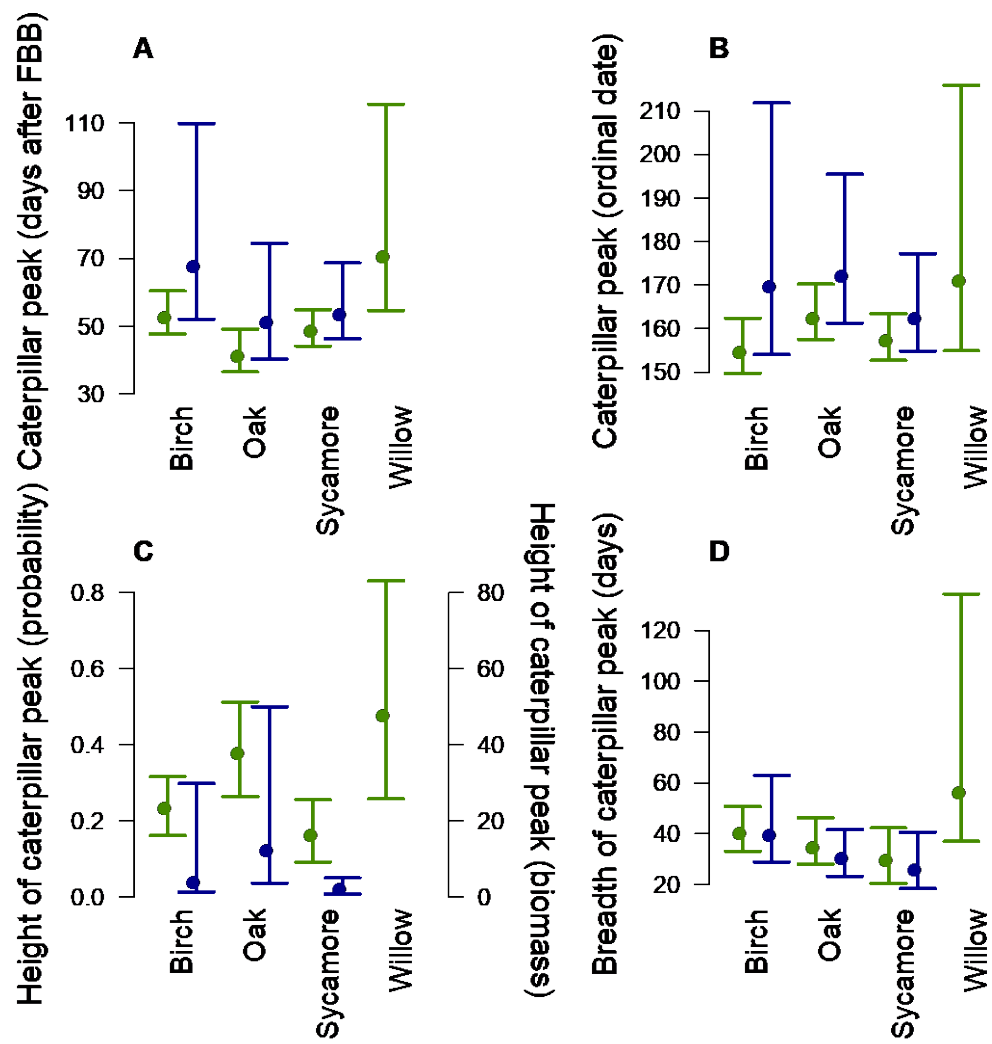 A
Caterpillar peak (days after FBB)
110
90
70
50
30
Birch
Oak
Sycamore
Willow
B
Caterpillar peak (ordinal date)
210
200
190
180
170
160
150
Birch
Oak
Sycamore
Willow
C
Height of caterpillar peak (probability)
0.8
0.6
0.4
0.2
0.0
Height of caterpillar peak (biomass)
80
60
40
20
0
Birch
Oak
Sycamore
Willow
D
Breadth of caterpillar peak (days)
120
100
80
60
40
20
Birch
Oak
Sycamore
Willow